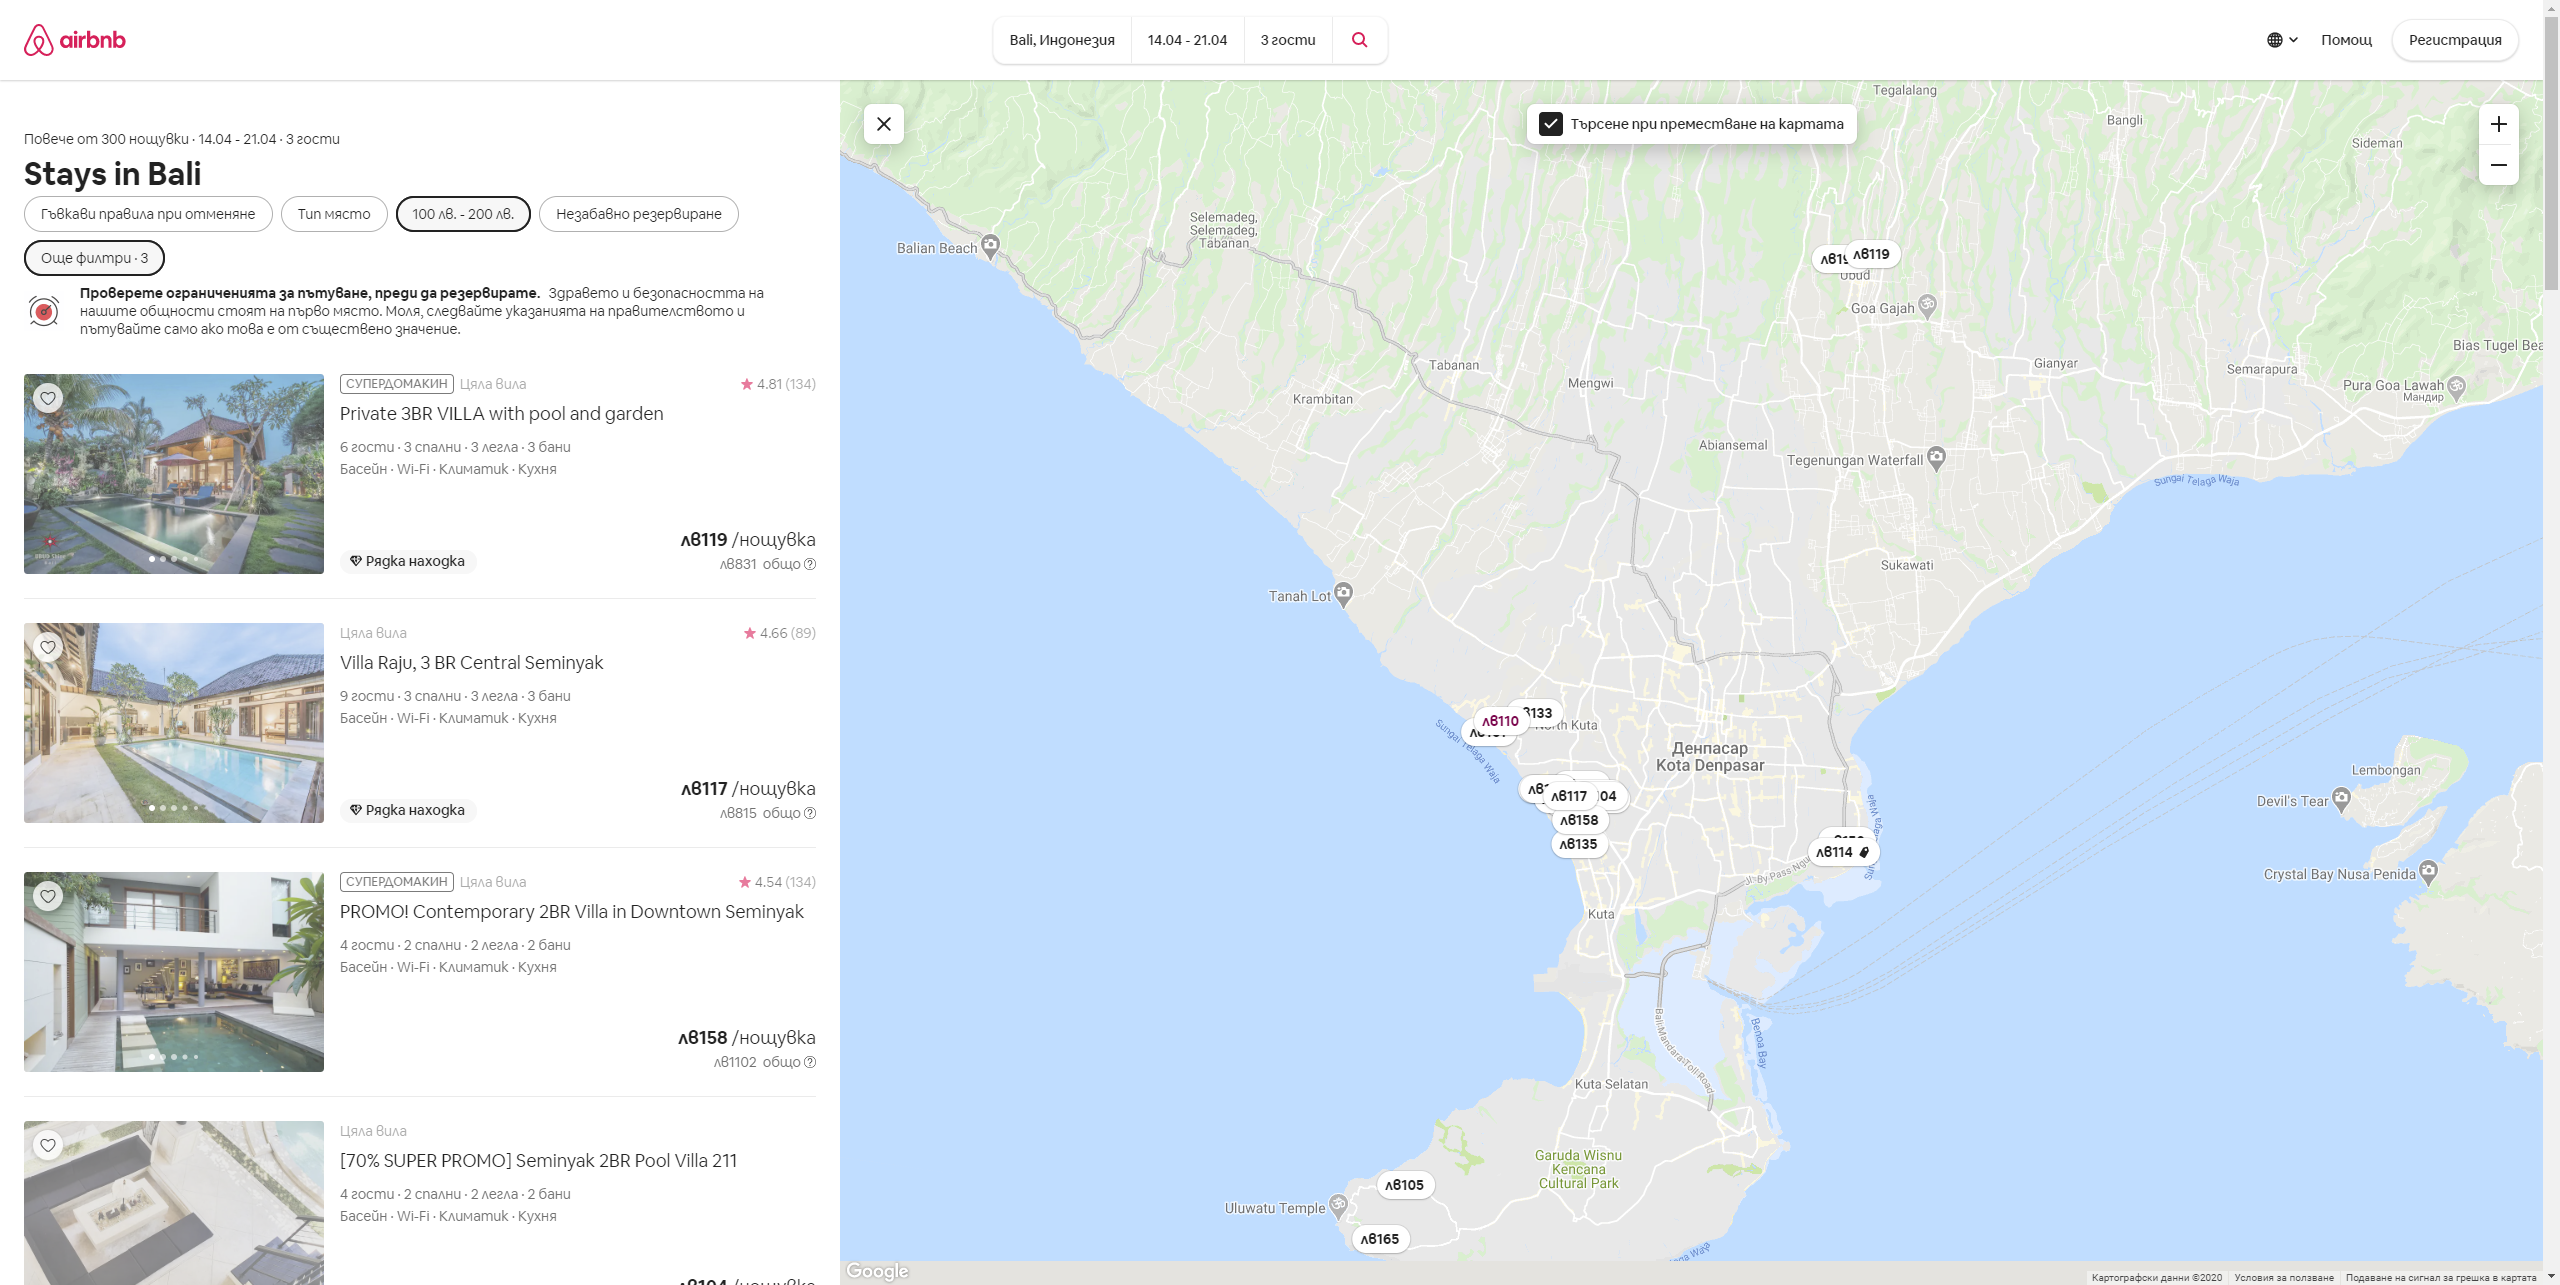 airbnb
Bali, Индонезия
14.04 - 21.04
3 гости
Помощ
Регистрация
Повече от 300 нощувки · 14.04 - 21.04 · 3 гости
Stays in Bali
Гъвкави правила при отменяне
Тип място
100 лв. - 200 лв.
Незабавно резервиране
Още филтри · 3
Проверете ограниченията за пътуване, преди да резервирате. Здравето и безопасността на
нашите общности стоят на първо място. Моля, следвайте указанията на правителството и
пътувайте само ако това е от съществено значение.
СУПЕРДОМАКИН Цяла вила
4.81 (134)
Private 3BR VILLA with pool and garden
6 гости · 3 спални · 3 легла · 3 бани
Басейн · Wi-Fi · Климатик · Кухня
лв119 /нощувка
Рядка находка
лв831 общо
Цяла вила
4.66 (89)
Villa Raju, 3 BR Central Seminyak
9 гости · 3 спални · 3 легла · 3 бани
Басейн · Wi-Fi · Климатик · Кухня
лв117 /нощувка
Рядка находка
лв815 общо
СУПЕРДОМАКИН Цяла вила
4.54 (134)
PROMO! Contemporary 2BR Villa in Downtown Seminyak
4 гости · 2 спални · 2 легла · 2 бани
Басейн · Wi-Fi · Климатик · Кухня
лв158 /нощувка
лв1102 общо
Цяла вила
[70% SUPER PROMO] Seminyak 2BR Pool Villa 211
4 гости · 2 спални · 2 легла · 2 бани
Басейн · Wi-Fi · Климатик · Кухня
лв104 /нощувка
Търсене при преместване на картата
Tegalalang
Bangli
Sideman
Selemadeg,
Selemadeg,
Tabanan
Balian Beach
лв119
Ubud
Goa Gajah
Bias Tugel
Gianyar
Semarapura
Tabanan
Mengwi
Pura Goa Lawah
Мандир
Krambitan
Abiansemal
Tegenungan Waterfall
Sungai Telaga Waja
Sukawati
Tanah Lot
лв110
North Kuta
Sungai Telaga Waja
Денпасар
Kota Denpasar
Lembongan
лв117
лв158
лв135
Devil's Tear
лв114
Jl. By Pass
Crystal Bay Nusa Penida
Kuta
Bali Mandara Toll Road
Benoa Bay
Kuta Selatan
Garuda Wisnu
Kencana
Cultural Park
лв105
Uluwatu Temple
лв165
Google
Картографски данни ©2020
Условия за ползване
Подаване на сигнал за грешка в картата